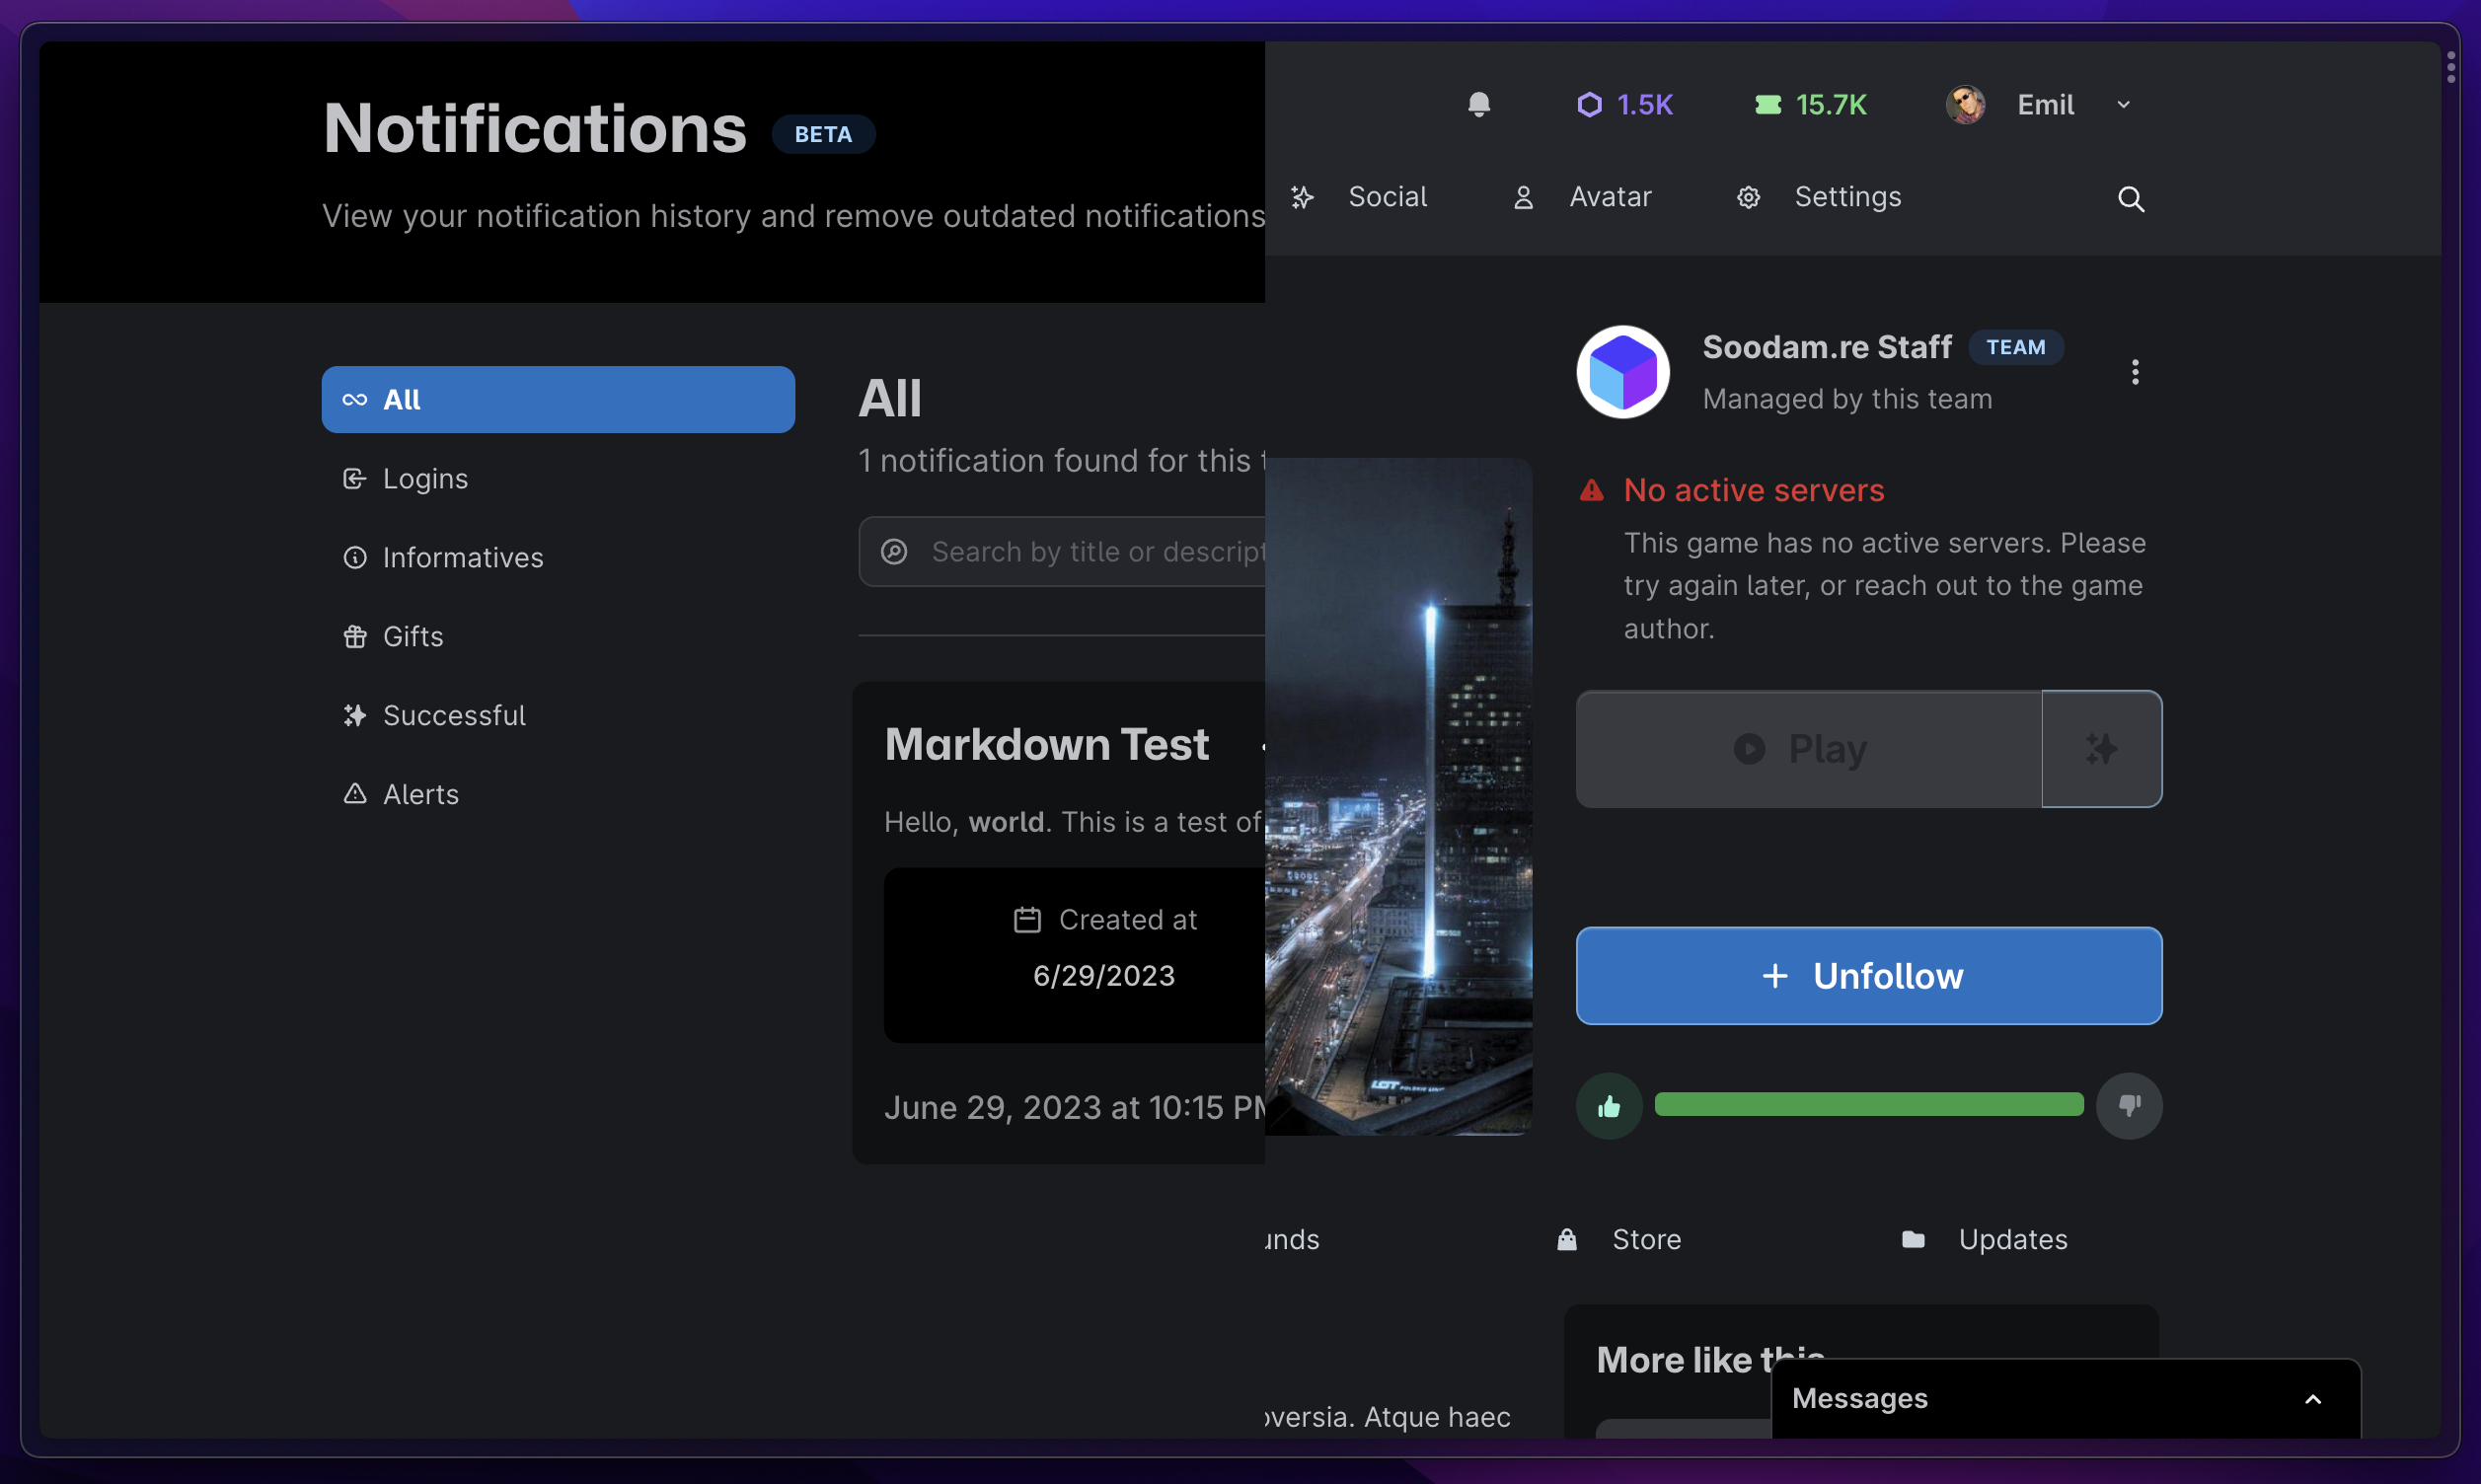 Notifications BETA
View your notification history and remove outdated notifications
All
Logins
Informatives
Gifts
Successful
Alerts
All
1 notification found for this
Search by title or descript
Markdown Test
Hello, world. This is a test of
Created at
6/29/2023
June 29, 2023 at 10:15 PM
1.5K
15.7K
Emil
Social
Avatar
Settings
Soodam.re Staff TEAM
Managed by this team
No active servers
This game has no active servers. Please
try again later, or reach out to the game
author.
Play
Unfollow
LOT
unds
Store
Updates
More like this
oversia. Atque haec
Messages